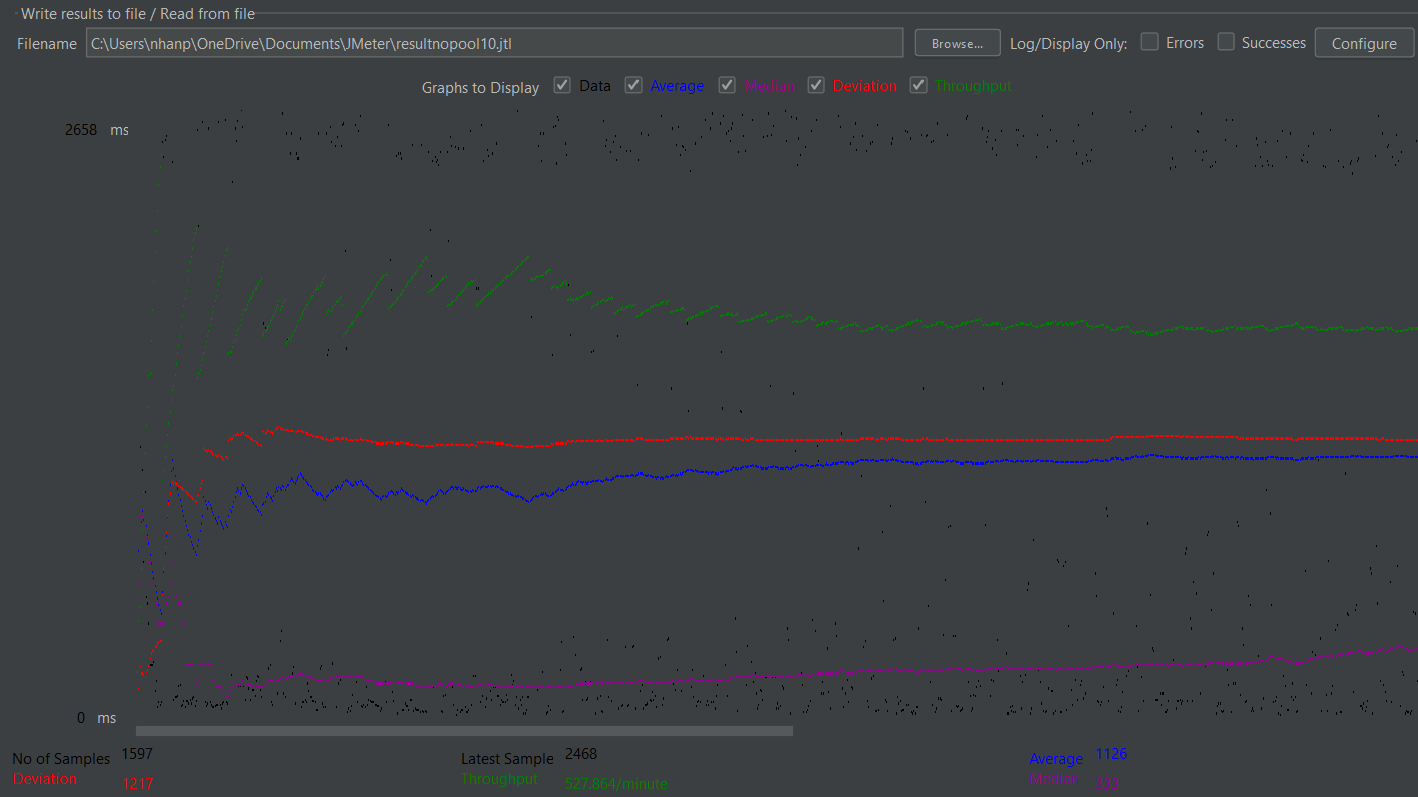 Write results to file / Read from file
Filename C:\Users\nhanp\OneDrive\Documents\JMeter\resultnopool10.jtl Browse... Log/Display Only: Errors Successes Configure
Graphs to Display Data Average Median Deviation Throughput
2658 ms
0 ms
No of Samples 1597 Latest Sample 2468 Average 1126
Deviation 1217 Throughput 527.864/minute Median 333